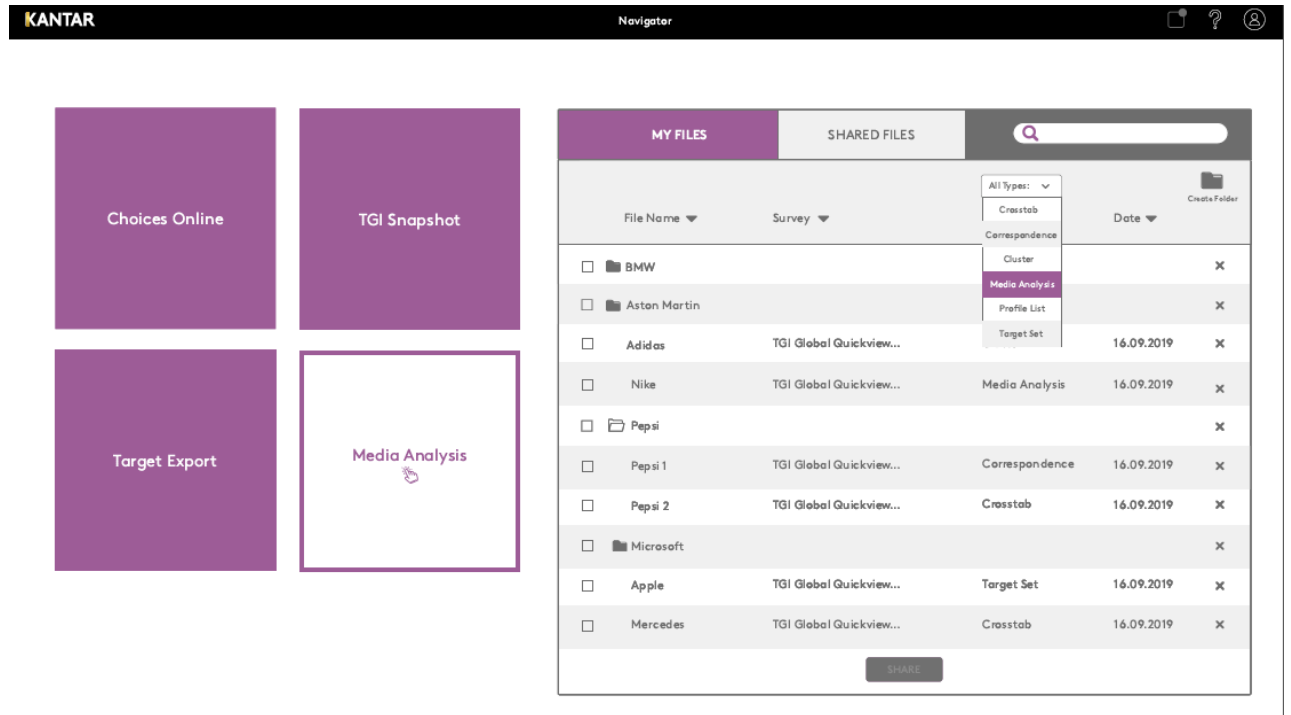 KANTAR
Navigator
Choices Online
TGI Snapshot
Target Export
Media Analysis
MY FILES
SHARED FILES
All Types:
Create Folder
File Name
Survey
Date
Crosstab
Correspondence
Cluster
Media Analysis
Profile List
Target Set
BMW
Aston Martin
Adidas TGI Global Quickview... 16.09.2019
Nike TGI Global Quickview... Media Analysis 16.09.2019
Pepsi
Pepsi 1 TGI Global Quickview... Correspondence 16.09.2019
Pepsi 2 TGI Global Quickview... Crosstab 16.09.2019
Microsoft
Apple TGI Global Quickview... Target Set 16.09.2019
Mercedes TGI Global Quickview... Crosstab 16.09.2019
SHARE